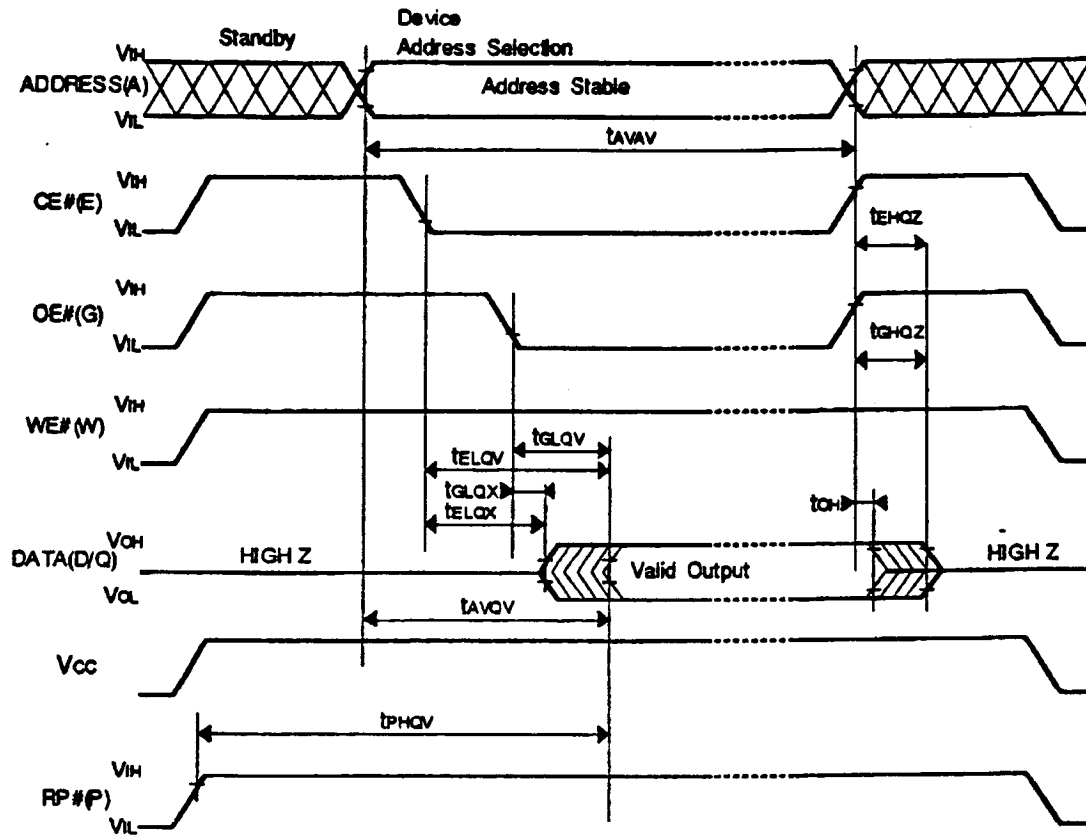 Device
Standby
Address Selection
VIH
ADDRESS(A)
Address Stable
VIL
tAVAV
VIH
CE#(E)
VIL
tEHQZ
VIH
OE#(G)
VIL
tGHQZ
VIH
WE#(W)
VIL
tGLQV
tELQV
tGLQX
tOH
tELQX
VOH
DATA(D/Q)
HIGH Z
Valid Output
HIGH Z
VOL
tAVQV
VCC
tPHQV
VIH
RP#(P)
VIL